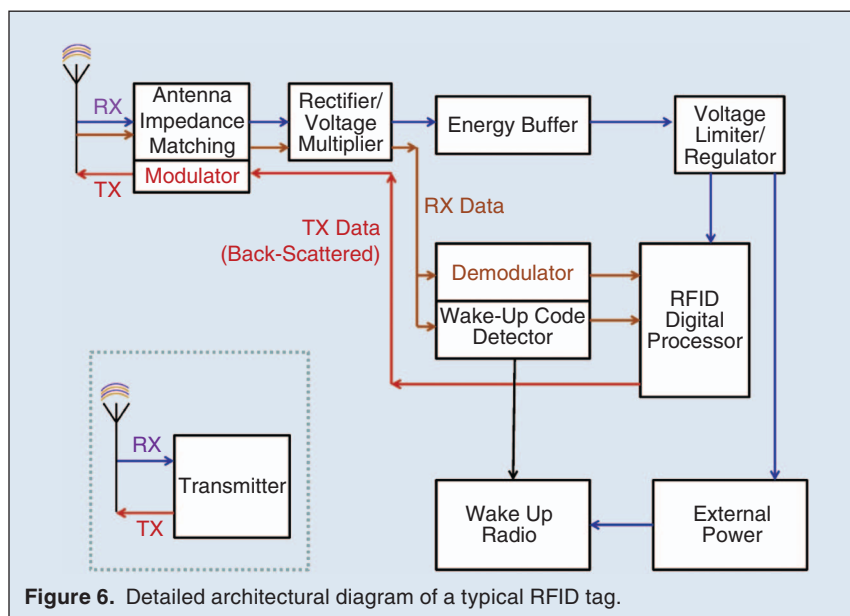 RX
TX
Antenna
Impedance
Matching
Modulator
Rectifier/
Voltage
Multiplier
Energy Buffer
Voltage
Limiter/
Regulator
RX Data
TX Data
(Back-Scattered)
Demodulator
Wake-Up Code
Detector
RFID
Digital
Processor
RX
TX
Transmitter
Wake Up
Radio
External
Power
Figure 6. Detailed architectural diagram of a typical RFID tag.